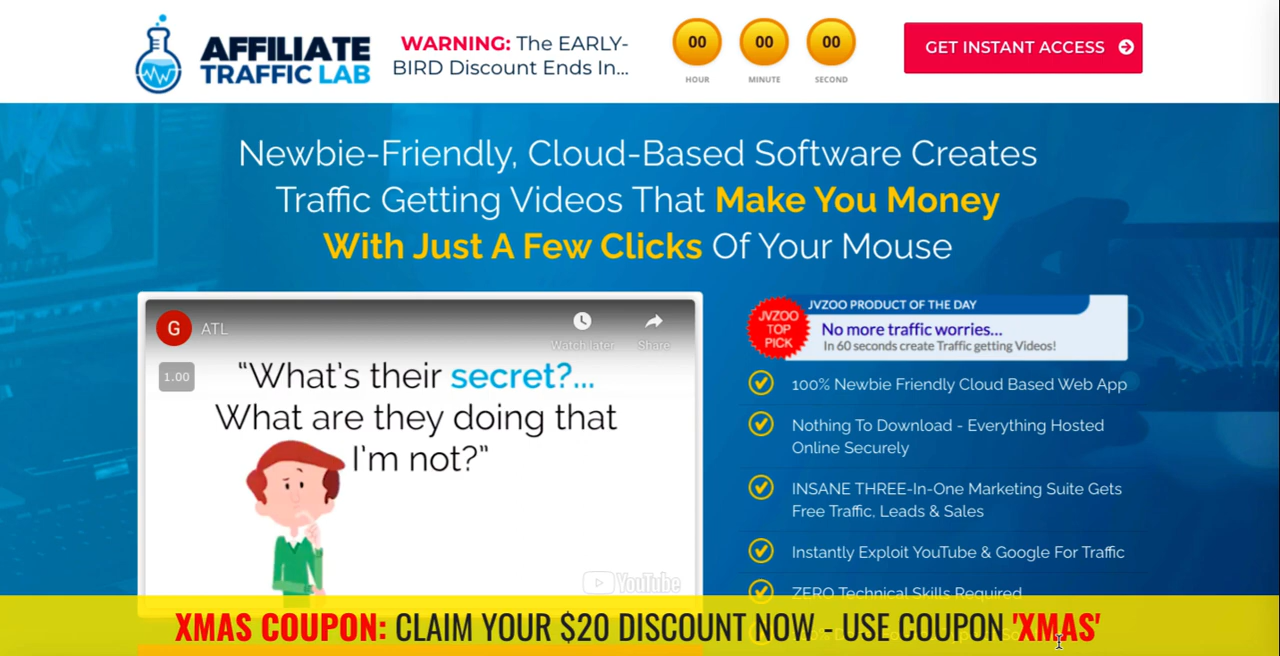 AFFILIATE
TRAFFIC LAB
WARNING: The EARLY-
BIRD Discount Ends In...
00 00 00
HOUR MINUTE SECOND
GET INSTANT ACCESS
Newbie-Friendly, Cloud-Based Software Creates
Traffic Getting Videos That Make You Money
With Just A Few Clicks Of Your Mouse
G ATL
Watch later Share
1.00
“What's their secret?...
What are they doing that
I'm not?”
YouTube
JVZOO PRODUCT OF THE DAY
JVZOO
TOP
PICK
No more traffic worries...
In 60 seconds create Traffic getting Videos!
100% Newbie Friendly Cloud Based Web App
Nothing To Download - Everything Hosted
Online Securely
INSANE THREE-In-One Marketing Suite Gets
Free Traffic, Leads & Sales
Instantly Exploit YouTube & Google For Traffic
ZERO Technical Skills Required
XMAS COUPON: CLAIM YOUR $20 DISCOUNT NOW - USE COUPON 'XMAS'